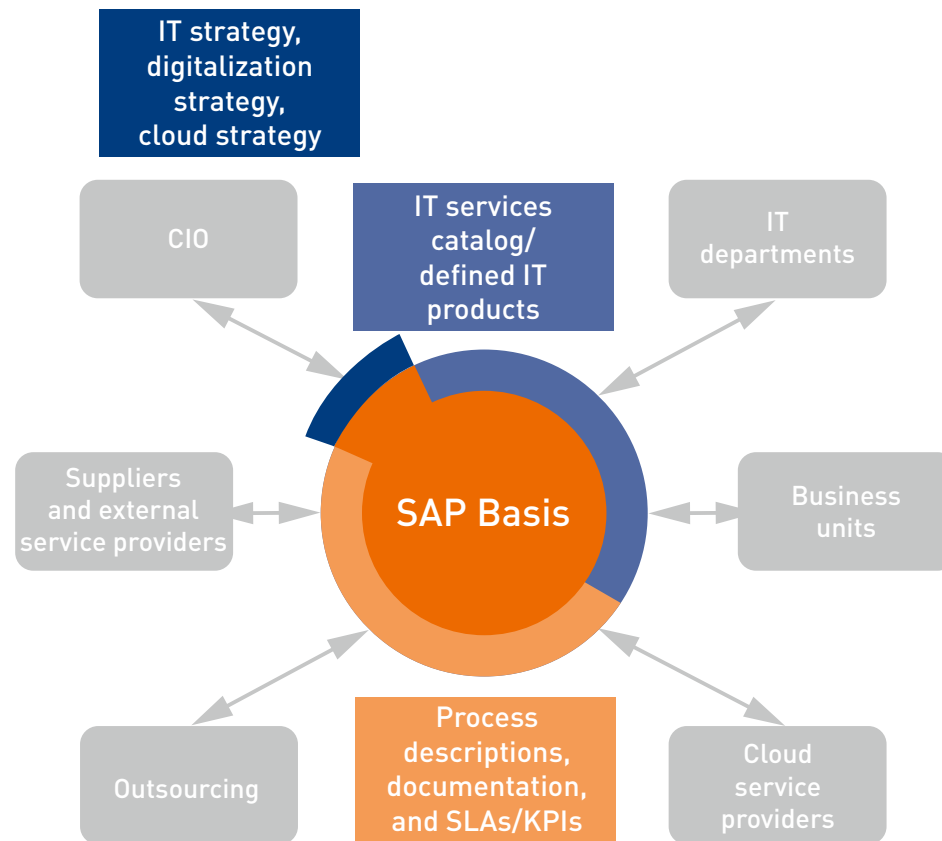 IT strategy,
digitalization
strategy,
cloud strategy
CIO
IT services
catalog/
defined IT
products
IT
departments
Suppliers
and external
service providers
SAP Basis
Business
units
Outsourcing
Process
descriptions,
documentation,
and SLAs/KPIs
Cloud
service
providers